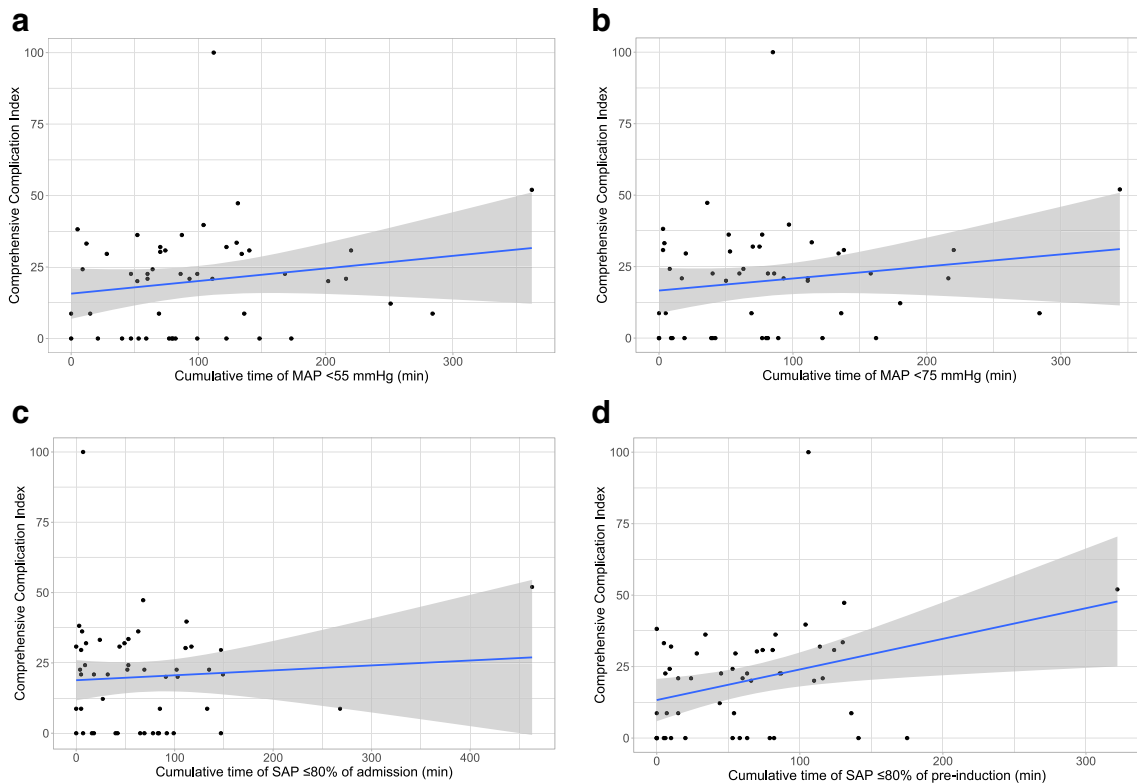 a
Comprehensive Complication Index
100
75
50
25
0
0 100 200 300
Cumulative time of MAP <55 mmHg (min)
b
Comprehensive Complication Index
100
75
50
25
0
0 100 200 300
Cumulative time of MAP <75 mmHg (min)
c
Comprehensive Complication Index
100
75
50
25
0
0 100 200 300 400
Cumulative time of SAP ≤80% of admission (min)
d
Comprehensive Complication Index
100
75
50
25
0
0 100 200 300
Cumulative time of SAP ≤80% of pre-induction (min)